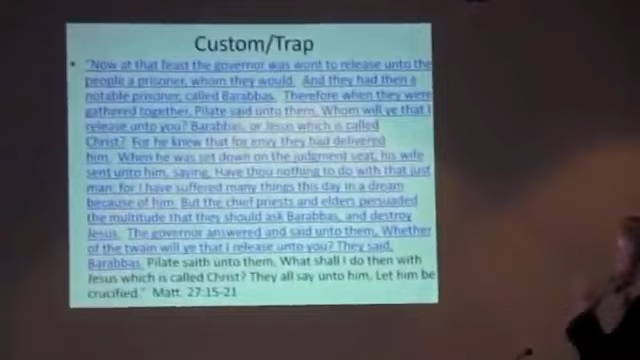 Custom/Trap
• "Now at that feast the governor was wont to release unto the
people a prisoner, whom they would. And they had then a
notable prisoner, called Barabbas. Therefore when they were
gathered together, Pilate said unto them, Whom will ye that I
release unto you? Barabbas, or Jesus which is called
Christ? For he knew that for envy they had delivered
him. When he was set down on the judgment seat, his wife
sent unto him, saying, Have thou nothing to do with that just
man: for I have suffered many things this day in a dream
because of him. But the chief priests and elders persuaded
the multitude that they should ask Barabbas, and destroy
Jesus. The governor answered and said unto them, Whether
of the twain will ye that I release unto you? They said,
Barabbas. Pilate saith unto them, What shall I do then with
Jesus which is called Christ? They all say unto him, Let him be
crucified." Matt. 27:15-21